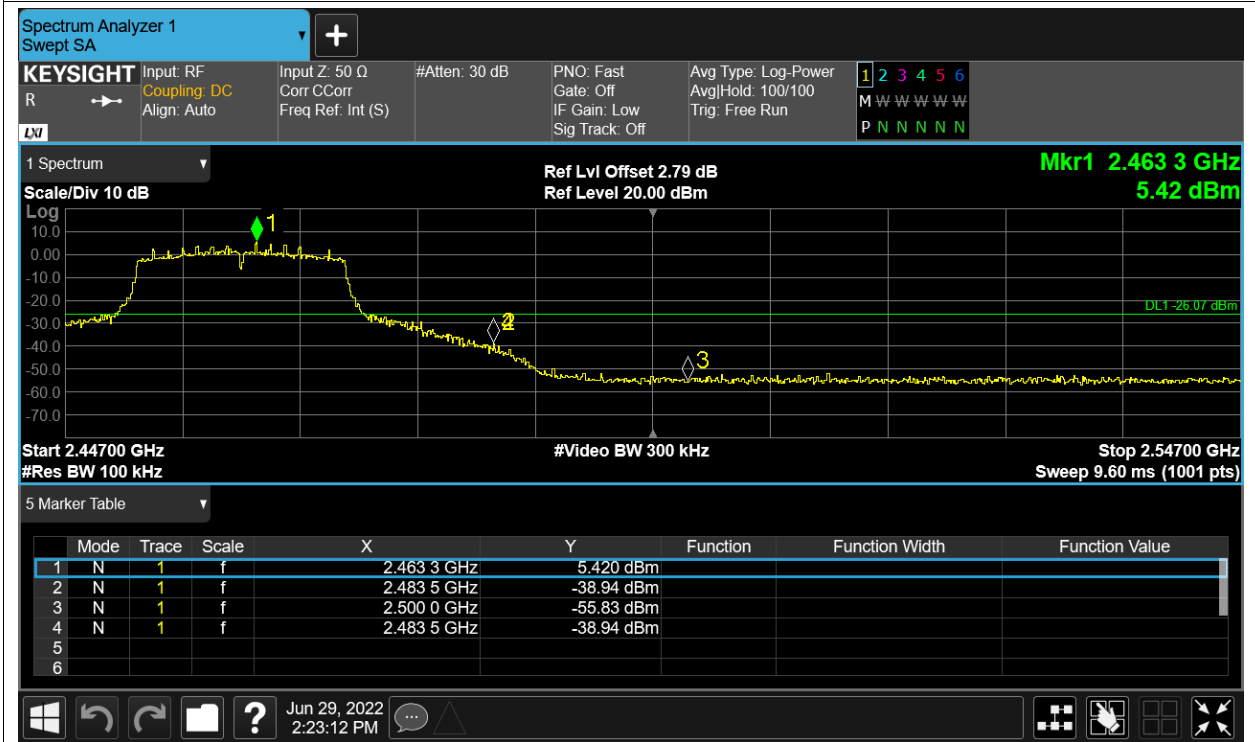 Spectrum Analyzer 1
Swept SA
+
KEYSIGHT
R
LXI
Input: RF
Coupling: DC
Align: Auto
Input Z: 50 Ω
Corr CCorr
Freq Ref: Int (S)
#Atten: 30 dB
PNO: Fast
Gate: Off
IF Gain: Low
Sig Track: Off
Avg Type: Log-Power
Avg|Hold: 100/100
Trig: Free Run
1 2 3 4 5 6
M W W W W W
P N N N N N
1 Spectrum
Scale/Div 10 dB
Ref Lvl Offset 2.79 dB
Ref Level 20.00 dBm
Mkr1 2.463 3 GHz
5.42 dBm
Log
10.0
0.00
-10.0
-20.0
-30.0
-40.0
-50.0
-60.0
-70.0
1
3
DL1 -26.07 dBm
Start 2.44700 GHz
#Res BW 100 kHz
#Video BW 300 kHz
Stop 2.54700 GHz
Sweep 9.60 ms (1001 pts)
5 Marker Table
Mode Trace Scale X Y Function Function Width Function Value
1 N 1 f 2.463 3 GHz 5.420 dBm
2 N 1 f 2.483 5 GHz -38.94 dBm
3 N 1 f 2.500 0 GHz -55.83 dBm
4 N 1 f 2.483 5 GHz -38.94 dBm
5
6
?
Jun 29, 2022
2:23:12 PM